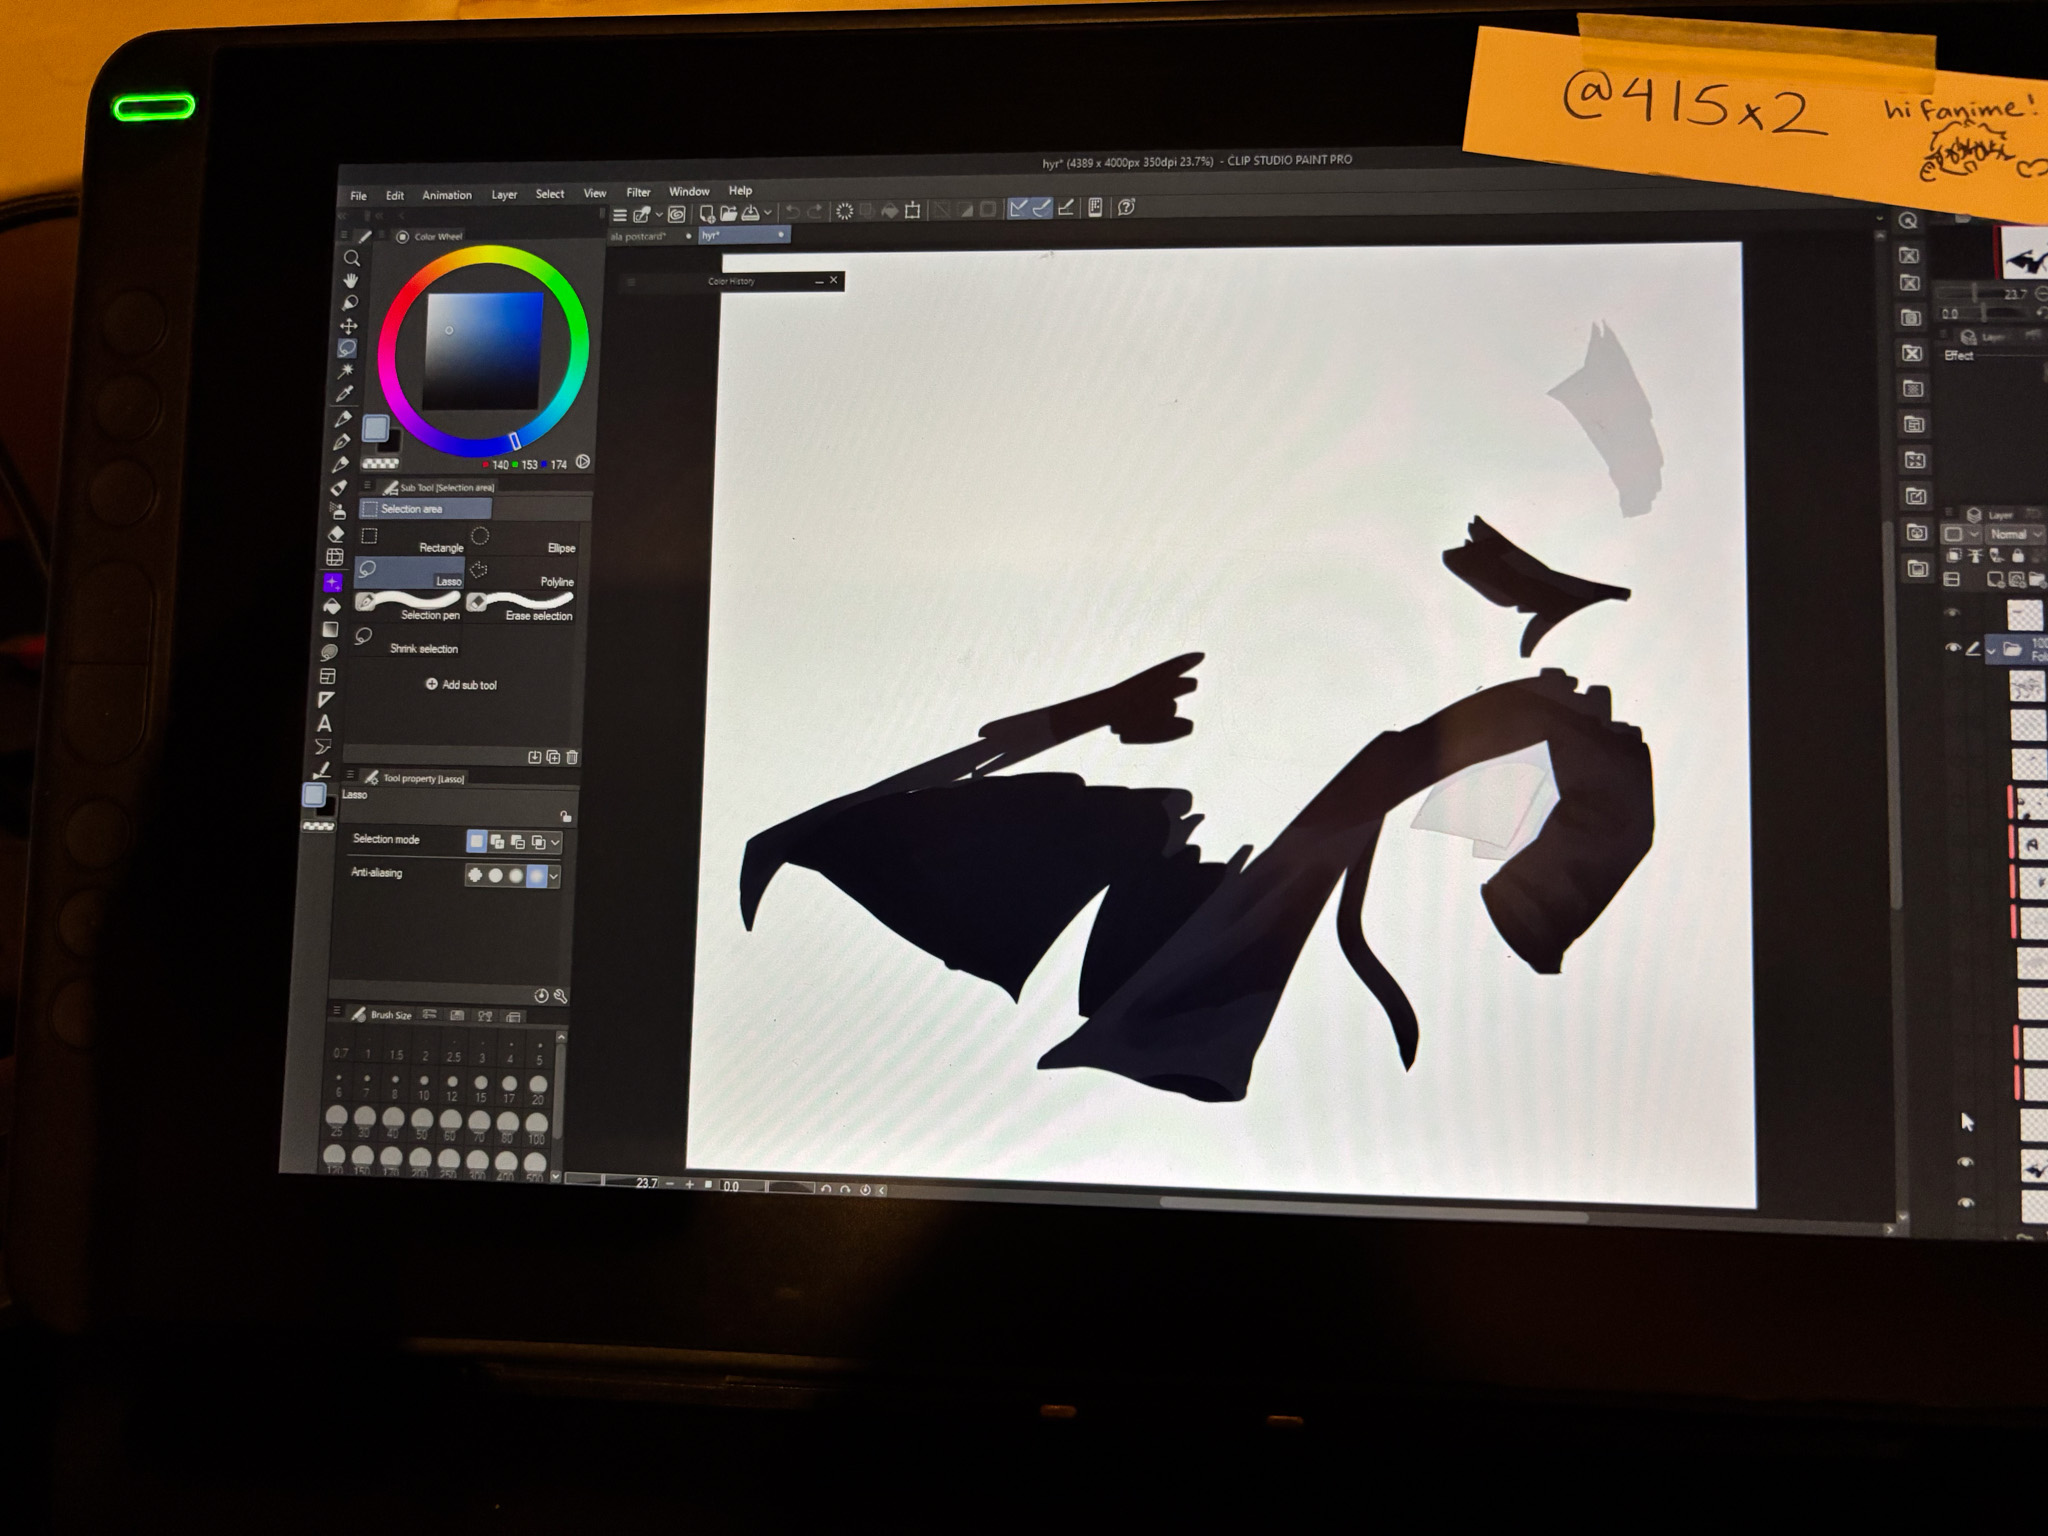 @415x2
hi fanime!
hyr* (4389 x 4000px 350dpi 23.7%) - CLIP STUDIO PAINT PRO
File Edit Animation Layer Select View Filter Window Help
ala postcard* hyr*
Color Wheel
Color History
140 153 174
Sub Tool [Selection area]
Selection area
Rectangle Ellipse
Lasso Polyline
Selection pen Erase selection
Shrink selection
Add sub tool
Tool property [Lasso]
Lasso
Selection mode
Anti-aliasing
Brush Size
0.7 1 1.5 2 2.5 3 4 5
6 7 8 10 12 15 17 20
25 30 40 50 60 70 80 100
120 150 170 200 250 300 400 500
23.7 0.0
23.7
0.0
Effect
Layer
Normal